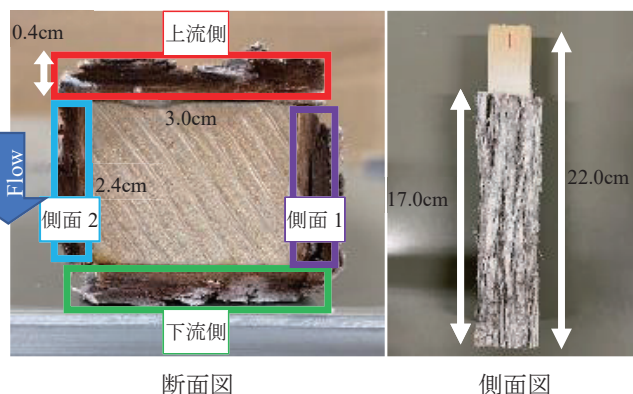 上流側
0.4cm
3.0cm
Flow
2.4cm
側面 2
側面 1
下流側
17.0cm
22.0cm
断面図
側面図